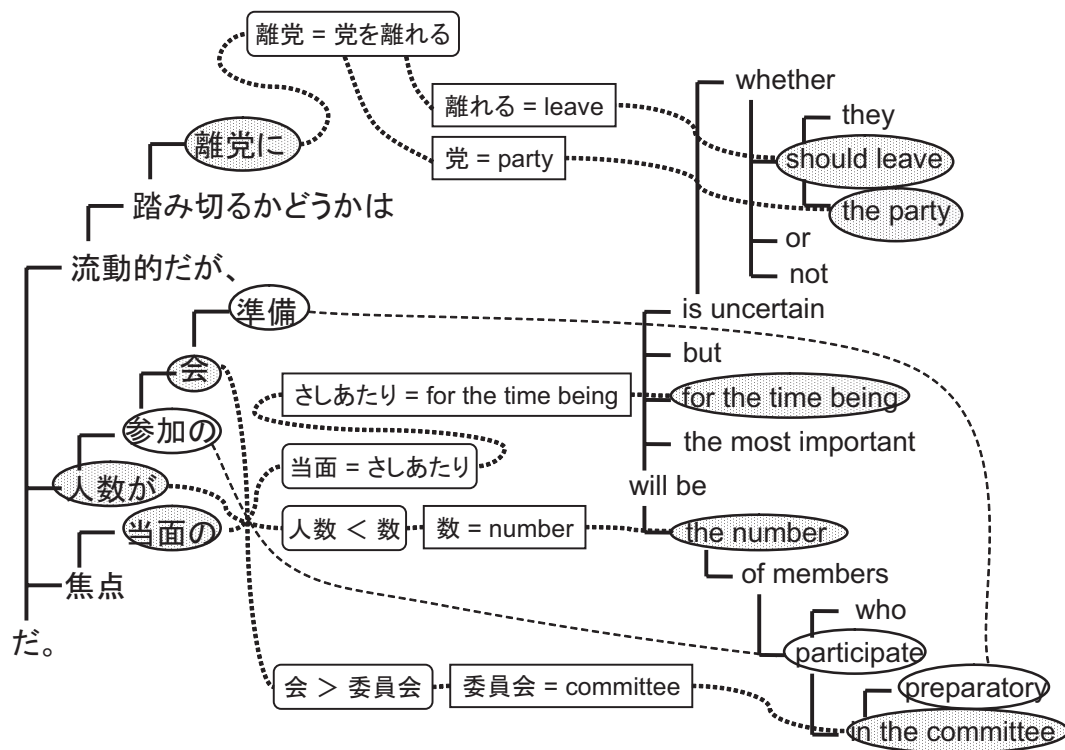 離党 = 党を離れる
whether
離れる = leave
they
離党に
党 = party
should leave
踏み切るかどうかは
the party
or
流動的だが、
not
準備
is uncertain
会
but
さしあたり = for the time being
for the time being
参加の
当面 = さしあたり
the most important
人数が
will be
当面の
人数 < 数
数 = number
the number
焦点
of members
だ。
who
participate
会 > 委員会
委員会 = committee
preparatory
in the committee